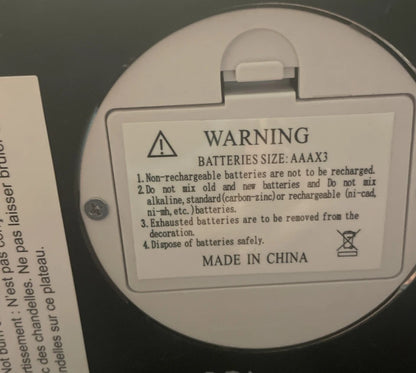 WARNING
BATTERIES SIZE: AAAX3
1. Non-rechargeable batteries are not to be recharged.
2. Do not mix old and new batteries and Do not mix
alkaline, standard(carbon-zinc) or rechargeable (ni-cad,
ni-mh, etc.) batteries.
3. Exhausted batteries are to be removed from the
decoration.
4. Dispose of batteries safely.
MADE IN CHINA
Not burn
rtissement : N'est pas
c des chandelles. Ne pas laisser brûler
ndelles sur ce plateau.